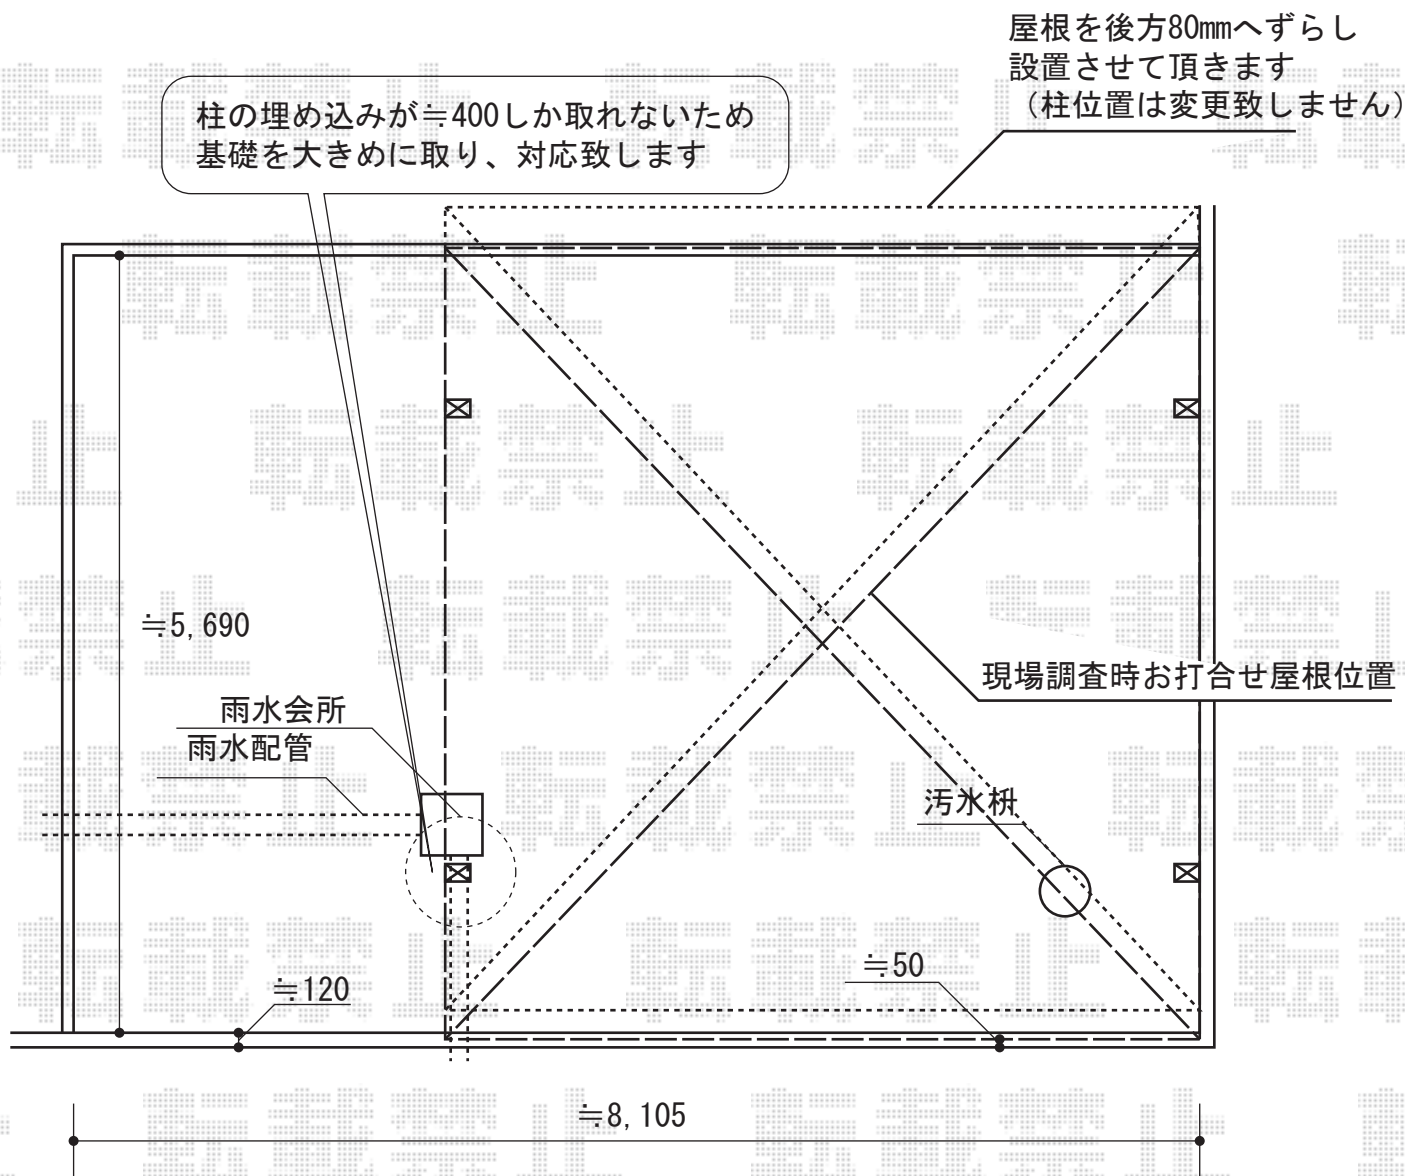 屋根を後方80mmへずらし
設置させて頂きます
（柱位置は変更致しません）
柱の埋め込みが≒400しか取れないため
基礎を大きめに取り、対応致します
≒5,690
現場調査時お打合せ屋根位置
雨水会所
雨水配管
汚水枡
≒50
≒120
≒8,105
転載禁止